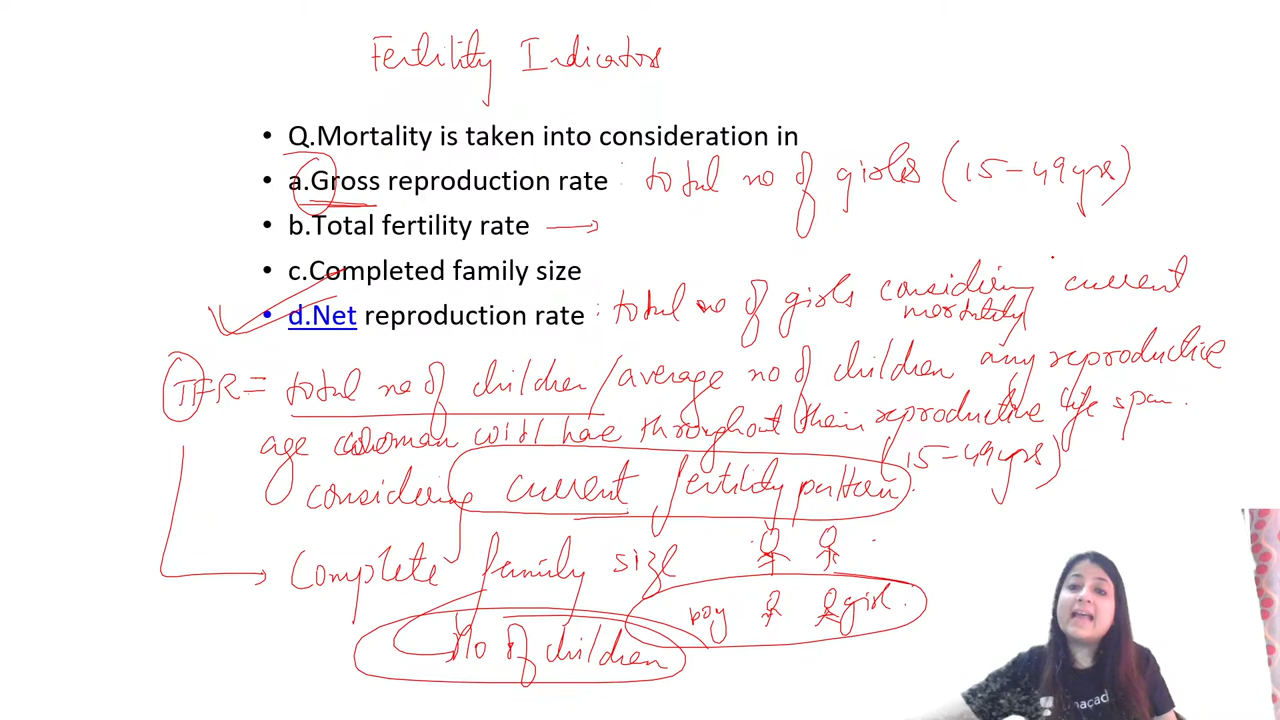 Fertility Indicators
• Q.Mortality is taken into consideration in
• a.Gross reproduction rate : total no of girls (15-49yrs)
• b.Total fertility rate →
• c.Completed family size
• d.Net reproduction rate : total no of girls considering current
mortality
TFR = total no of children/average no of children any reproductive
age woman will have throughout their reproductive life span.
(15-49yrs)
considering current fertility pattern.
Complete family size
boy girl.
no of children